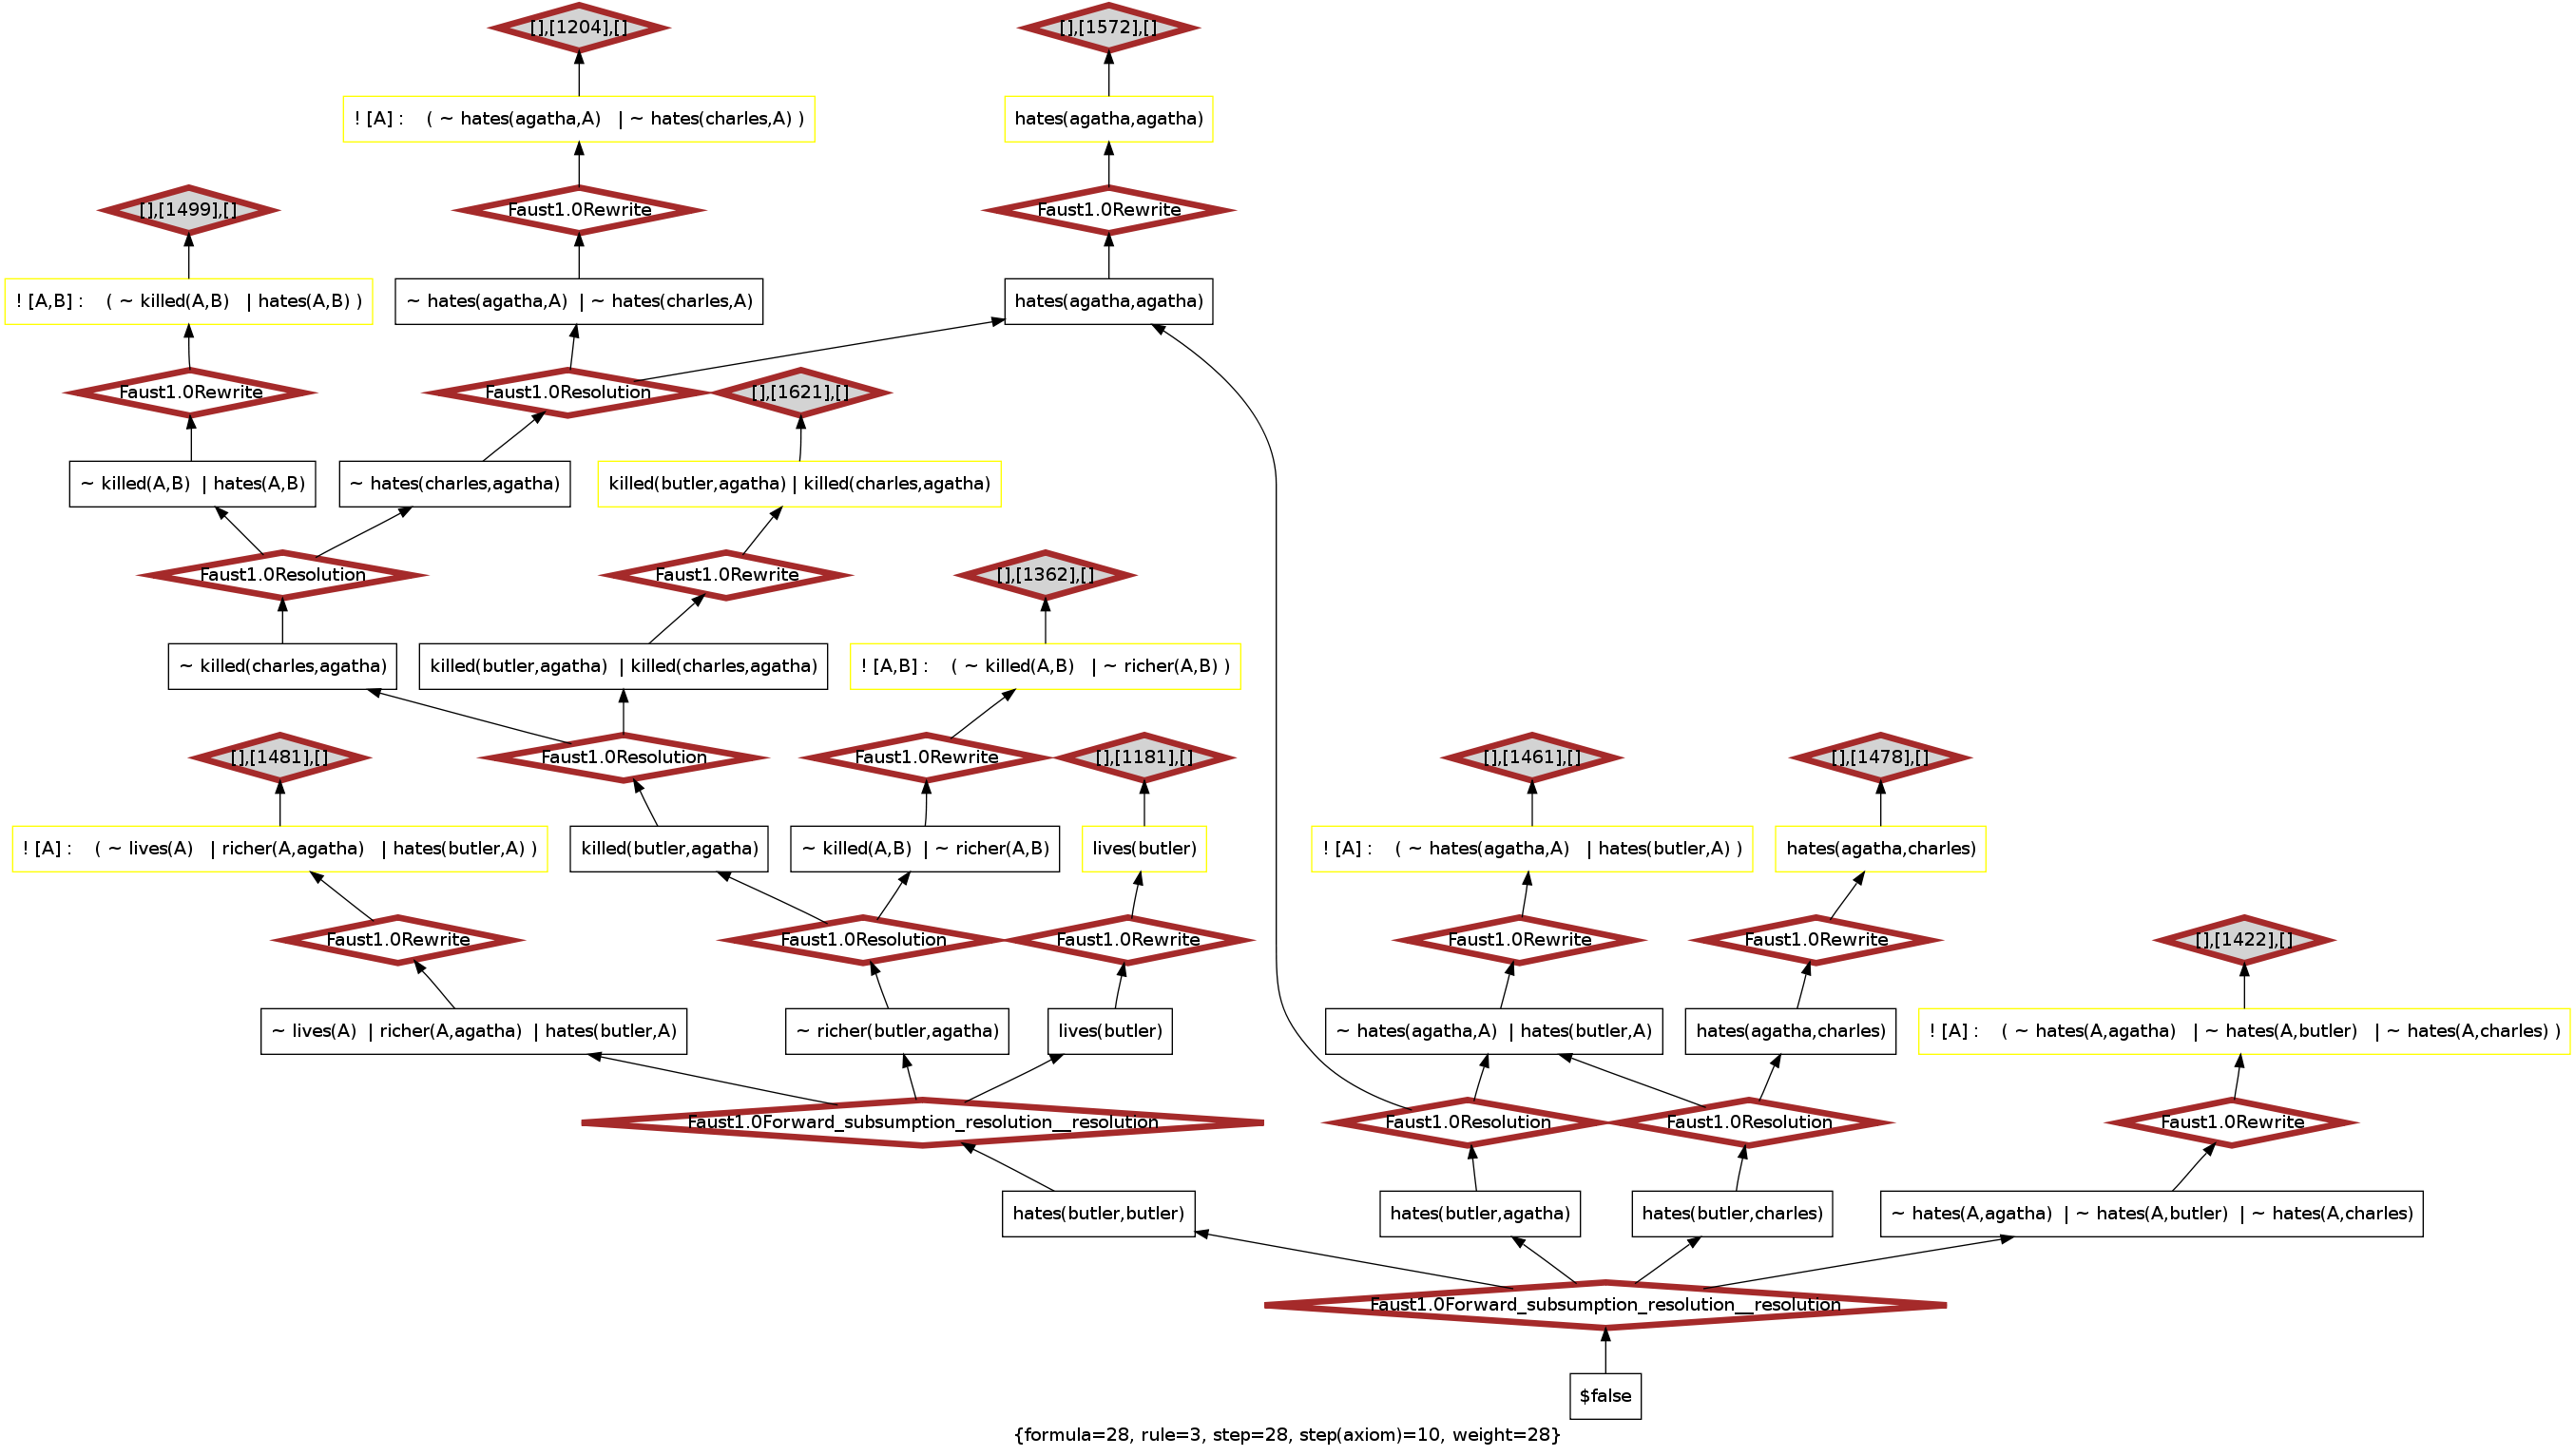 [],[1204],[]
[],[1572],[]
! [A] :    ( ~ hates(agatha,A)   | ~ hates(charles,A) )
hates(agatha,agatha)
[],[1499],[]
Faust1.0Rewrite
Faust1.0Rewrite
! [A,B] :    ( ~ killed(A,B)   | hates(A,B) )
~ hates(agatha,A)  | ~ hates(charles,A)
hates(agatha,agatha)
Faust1.0Rewrite
Faust1.0Resolution
[],[1621],[]
~ killed(A,B)  | hates(A,B)
~ hates(charles,agatha)
killed(butler,agatha) | killed(charles,agatha)
Faust1.0Resolution
Faust1.0Rewrite
[],[1362],[]
~ killed(charles,agatha)
killed(butler,agatha)  | killed(charles,agatha)
! [A,B] :    ( ~ killed(A,B)   | ~ richer(A,B) )
[],[1481],[]
Faust1.0Resolution
Faust1.0Rewrite
[],[1181],[]
[],[1461],[]
[],[1478],[]
! [A] :    ( ~ lives(A)   | richer(A,agatha)   | hates(butler,A) )
killed(butler,agatha)
~ killed(A,B)  | ~ richer(A,B)
lives(butler)
! [A] :    ( ~ hates(agatha,A)   | hates(butler,A) )
hates(agatha,charles)
Faust1.0Rewrite
Faust1.0Resolution
Faust1.0Rewrite
Faust1.0Rewrite
Faust1.0Rewrite
[],[1422],[]
~ lives(A)  | richer(A,agatha)  | hates(butler,A)
~ richer(butler,agatha)
lives(butler)
~ hates(agatha,A)  | hates(butler,A)
hates(agatha,charles)
! [A] :    ( ~ hates(A,agatha)   | ~ hates(A,butler)   | ~ hates(A,charles) )
Faust1.0Forward_subsumption_resolution__resolution
Faust1.0Resolution
Faust1.0Resolution
Faust1.0Rewrite
hates(butler,butler)
hates(butler,agatha)
hates(butler,charles)
~ hates(A,agatha)  | ~ hates(A,butler)  | ~ hates(A,charles)
Faust1.0Forward_subsumption_resolution__resolution
$false
{formula=28, rule=3, step=28, step(axiom)=10, weight=28}